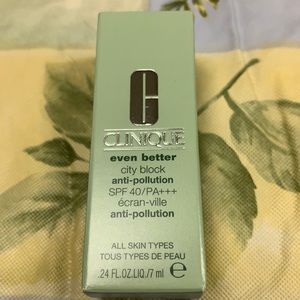 C
CLINIQUE
even better
city block
anti-pollution
SPF 40/PA+++
écran-ville
anti-pollution
ALL SKIN TYPES
TOUS TYPES DE PEAU
.24 FL.OZ.LIQ./7 ml e